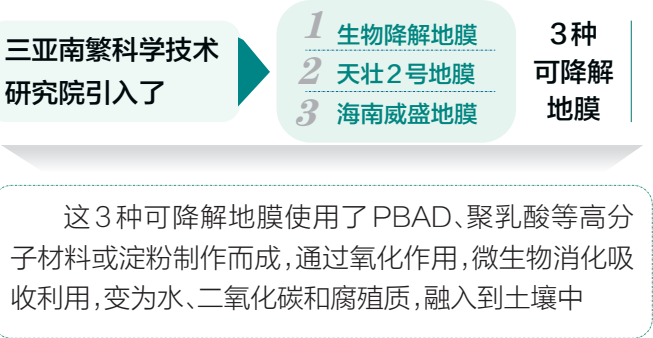 三亚南繁科学技术
研究院引入了
1 生物降解地膜
2 天壮2号地膜
3 海南威盛地膜
3种
可降解
地膜
这3种可降解地膜使用了PBAD、聚乳酸等高分
子材料或淀粉制作而成,通过氧化作用,微生物消化吸
收利用,变为水、二氧化碳和腐殖质,融入到土壤中